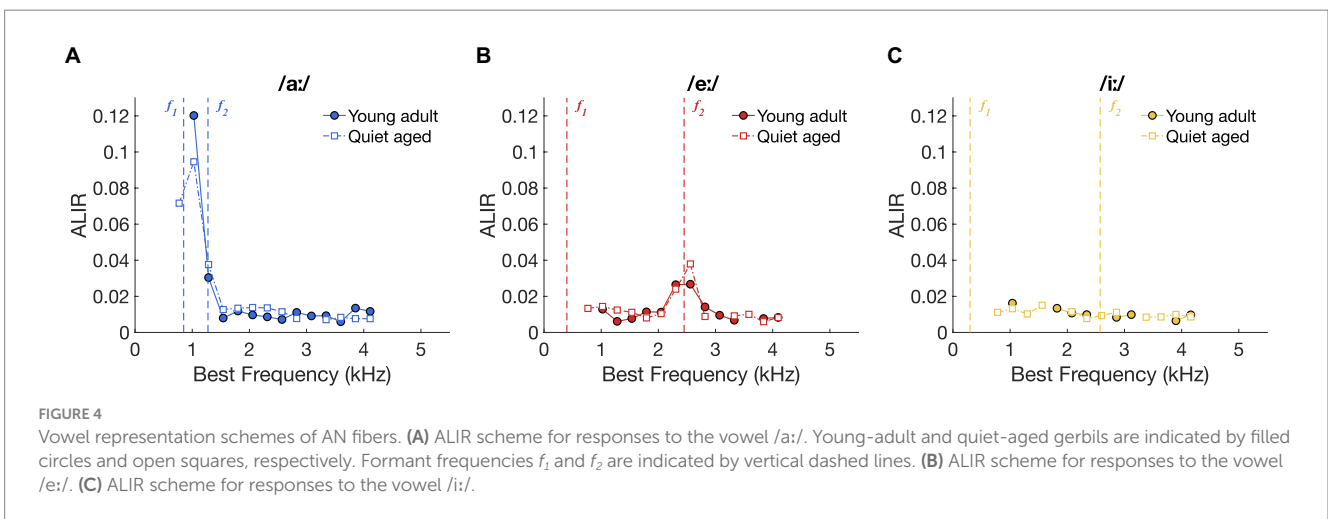 A
B
C
/a:/
/e:/
/i:/
f1
f2
f1
f2
f1
f2
Young adult
Quiet aged
Young adult
Quiet aged
Young adult
Quiet aged
0.12
0.1
0.08
0.06
0.04
0.02
0
0.12
0.1
0.08
0.06
0.04
0.02
0
0.12
0.1
0.08
0.06
0.04
0.02
0
ALIR
ALIR
ALIR
0 1 2 3 4 5
0 1 2 3 4 5
0 1 2 3 4 5
Best Frequency (kHz)
Best Frequency (kHz)
Best Frequency (kHz)
FIGURE 4
Vowel representation schemes of AN fibers. (A) ALIR scheme for responses to the vowel /a:/. Young-adult and quiet-aged gerbils are indicated by filled
circles and open squares, respectively. Formant frequencies f1 and f2 are indicated by vertical dashed lines. (B) ALIR scheme for responses to the vowel
/e:/. (C) ALIR scheme for responses to the vowel /i:/.